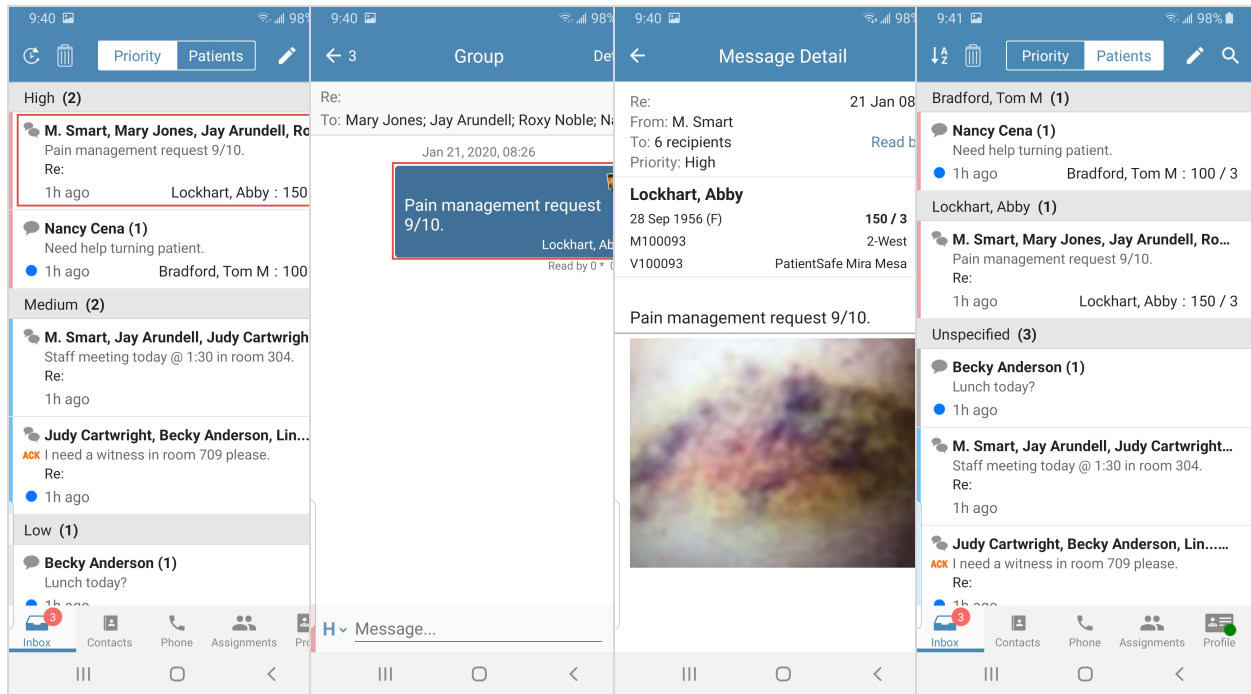 9:40
98%
Priority
Patients
High (2)
M. Smart, Mary Jones, Jay Arundell, Ro
Pain management request 9/10.
Re:
1h ago
Lockhart, Abby : 150
Nancy Cena (1)
Need help turning patient.
1h ago
Bradford, Tom M : 100
Medium (2)
M. Smart, Jay Arundell, Judy Cartwrigh
Staff meeting today @ 1:30 in room 304.
Re:
1h ago
Judy Cartwright, Becky Anderson, Lin...
ACK I need a witness in room 709 please.
Re:
1h ago
Low (1)
Becky Anderson (1)
Lunch today?
1h ago
3
Inbox
Contacts
Phone
Assignments
Pro
9:40
98%
3
Group
Det
Re:
To: Mary Jones; Jay Arundell; Roxy Noble; Na
Jan 21, 2020, 08:26
Pain management request
9/10.
Lockhart, Ab
Read by 0 *
H
Message...
9:40
98%
Message Detail
Re:
21 Jan 08
From: M. Smart
To: 6 recipients
Read b
Priority: High
Lockhart, Abby
28 Sep 1956 (F)
150 / 3
M100093
2-West
V100093
PatientSafe Mira Mesa
Pain management request 9/10.
9:41
98%
Priority
Patients
Bradford, Tom M (1)
Nancy Cena (1)
Need help turning patient.
1h ago
Bradford, Tom M : 100 / 3
Lockhart, Abby (1)
M. Smart, Mary Jones, Jay Arundell, Ro...
Pain management request 9/10.
Re:
1h ago
Lockhart, Abby : 150 / 3
Unspecified (3)
Becky Anderson (1)
Lunch today?
1h ago
M. Smart, Jay Arundell, Judy Cartwright...
Staff meeting today @ 1:30 in room 304.
Re:
1h ago
Judy Cartwright, Becky Anderson, Lin......
ACK I need a witness in room 709 please.
Re:
1h ago
3
Inbox
Contacts
Phone
Assignments
Profile